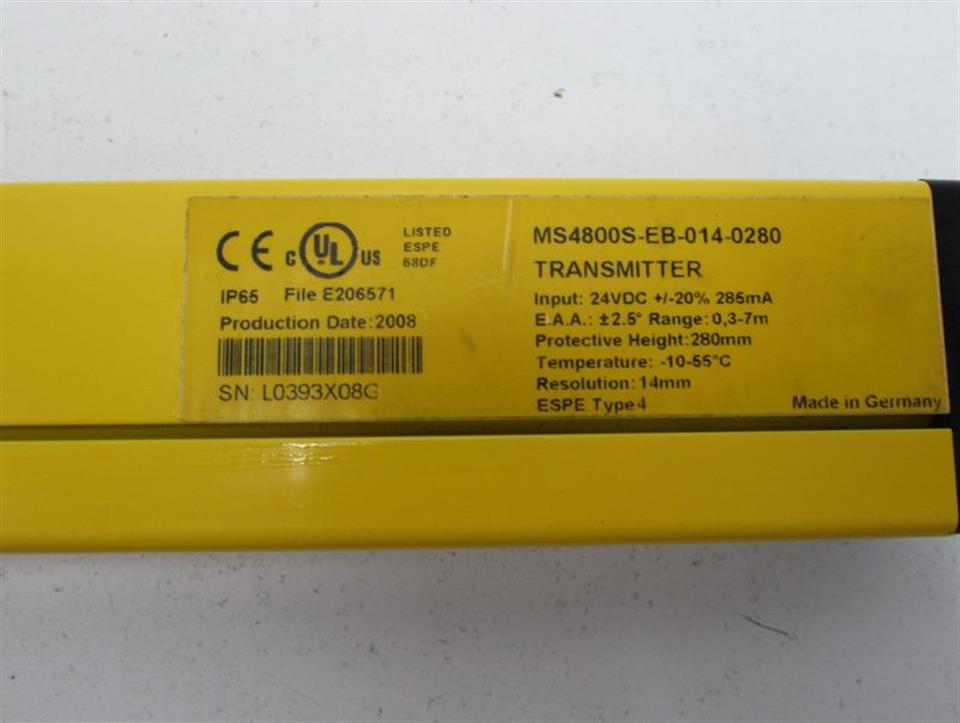 CE C UL US LISTED
ESPE
68DF
IP65 File E206571
Production Date:2008
SN: L0393X08G
MS4800S-EB-014-0280
TRANSMITTER
Input: 24VDC +/-20% 285mA
E.A.A.: ±2.5° Range: 0,3-7m
Protective Height:280mm
Temperature: -10-55°C
Resolution:14mm
ESPE Type4
Made in Germany